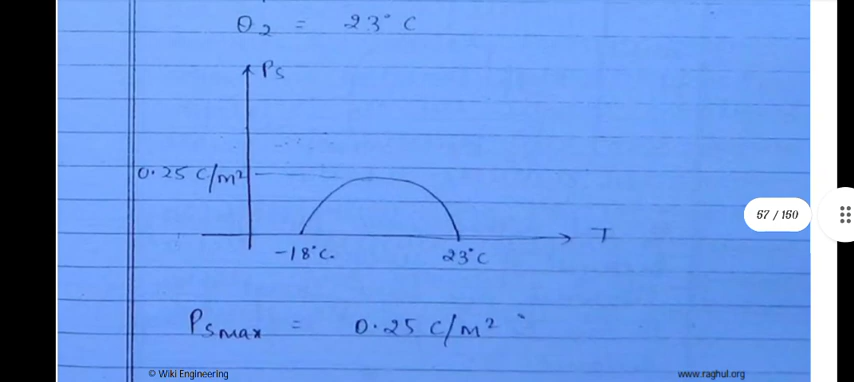 θ2 = 23° C
Ps
0.25 C/m²
T
-18°C.
23°C
57 / 150
Psmax = 0.25 C/m²
© Wiki Engineering
www.raghul.org